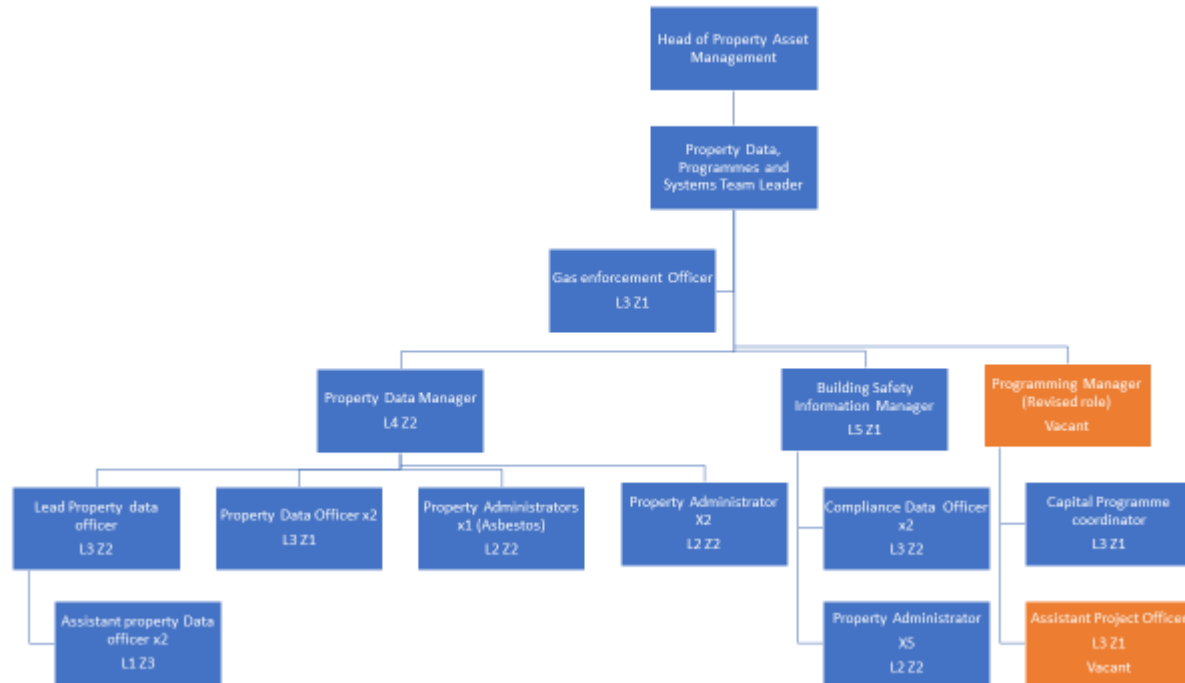 Head of Property Asset
Management
Property Data,
Programmes and
Systems Team Leader
Gas enforcement Officer
L3 Z1
Property Data Manager
L4 Z2
Building Safety
Information Manager
L5 Z1
Programming Manager
(Revised role)
Vacant
Lead Property data
officer
L3 Z2
Property Data Officer x2
L3 Z1
Property Administrators
x1 (Asbestos)
L2 Z2
Property Administrator
X2
L2 Z2
Compliance Data Officer
x2
L3 Z2
Capital Programme
coordinator
L3 Z1
Assistant property Data
officer x2
L1 Z3
Property Administrator
X5
L2 Z2
Assistant Project Officer
L3 Z1
Vacant